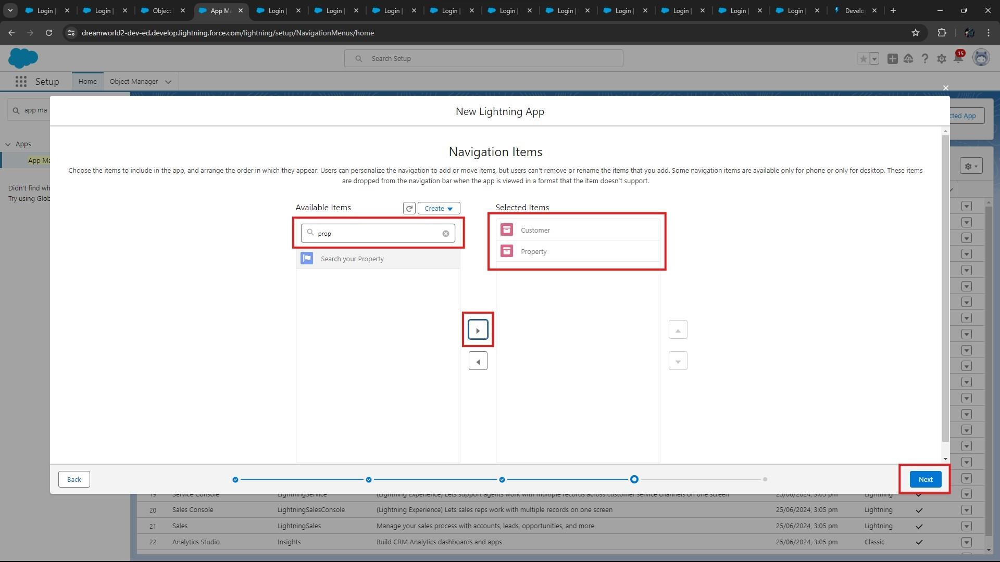 Login |
Login |
Object
App Ma
Login |
Login |
Login |
Login |
Login |
Login |
Login |
Login |
Login |
Login |
Develo
dreamworld2-dev-ed.develop.lightning.force.com/lightning/setup/NavigationMenus/home
Search Setup
15
Setup
Home
Object Manager
app ma
New Lightning App
cted App
Apps
App Ma
Didn't find wh
Try using Glob
Navigation Items
Choose the items to include in the app, and arrange the order in which they appear. Users can personalize the navigation to add or move items, but users can't remove or rename the items that you add. Some navigation items are available only for phone or only for desktop. These items
are dropped from the navigation bar when the app is viewed in a format that the item doesn't support.
Available Items
Create
Selected Items
prop
Search your Property
Customer
Property
Back
Next
19 Service Console LightningService (Lightning Experience) Lets support agents work with multiple records across customer service channels on one screen 25/06/2024, 3:05 pm Lightning
20 Sales Console LightningSalesConsole (Lightning Experience) Lets sales reps work with multiple records on one screen 25/06/2024, 3:05 pm Lightning
21 Sales LightningSales Manage your sales process with accounts, leads, opportunities, and more 25/06/2024, 3:05 pm Lightning
22 Analytics Studio Insights Build CRM Analytics dashboards and apps 25/06/2024, 3:05 pm Classic